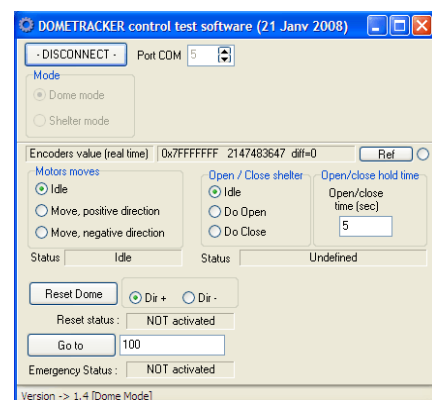 DOMETRACKER control test software (21 Janv 2008)
- DISCONNECT -  Port COM  5
Mode
Dome mode
Shelter mode
Encoders value (real time)  0x7FFFFFFF  2147483647  diff=0  Ref
Motors moves  Open / Close shelter  Open/close hold time
Idle  Idle  Open/close
Move, positive direction  Do Open  time (sec)
Move, negative direction  Do Close  5
Status  Idle  Status  Undefined
Reset Dome  Dir +  Dir -
Reset status :  NOT activated
Go to  100
Emergency Status :  NOT activated
Version -> 1.4 [Dome Mode]